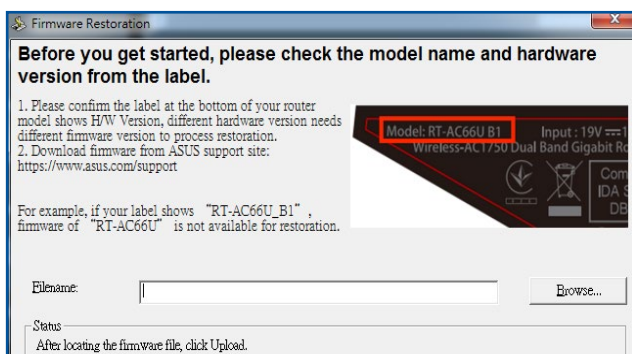 Firmware Restoration
Before you get started, please check the model name and hardware
version from the label.
1. Please confirm the label at the bottom of your router
model shows H/W Version, different hardware version needs
different firmware version to process restoration.
2. Download firmware from ASUS support site:
https://www.asus.com/support
For example, if your label shows “RT-AC66U_B1”,
firmware of “RT-AC66U” is not available for restoration.
Model: RT-AC66U B1
Input : 19V
Wireless-AC1750 Dual Band Gigabit
Com
IDA
DB
Filename:
Browse...
Status
After locating the firmware file, click Upload.